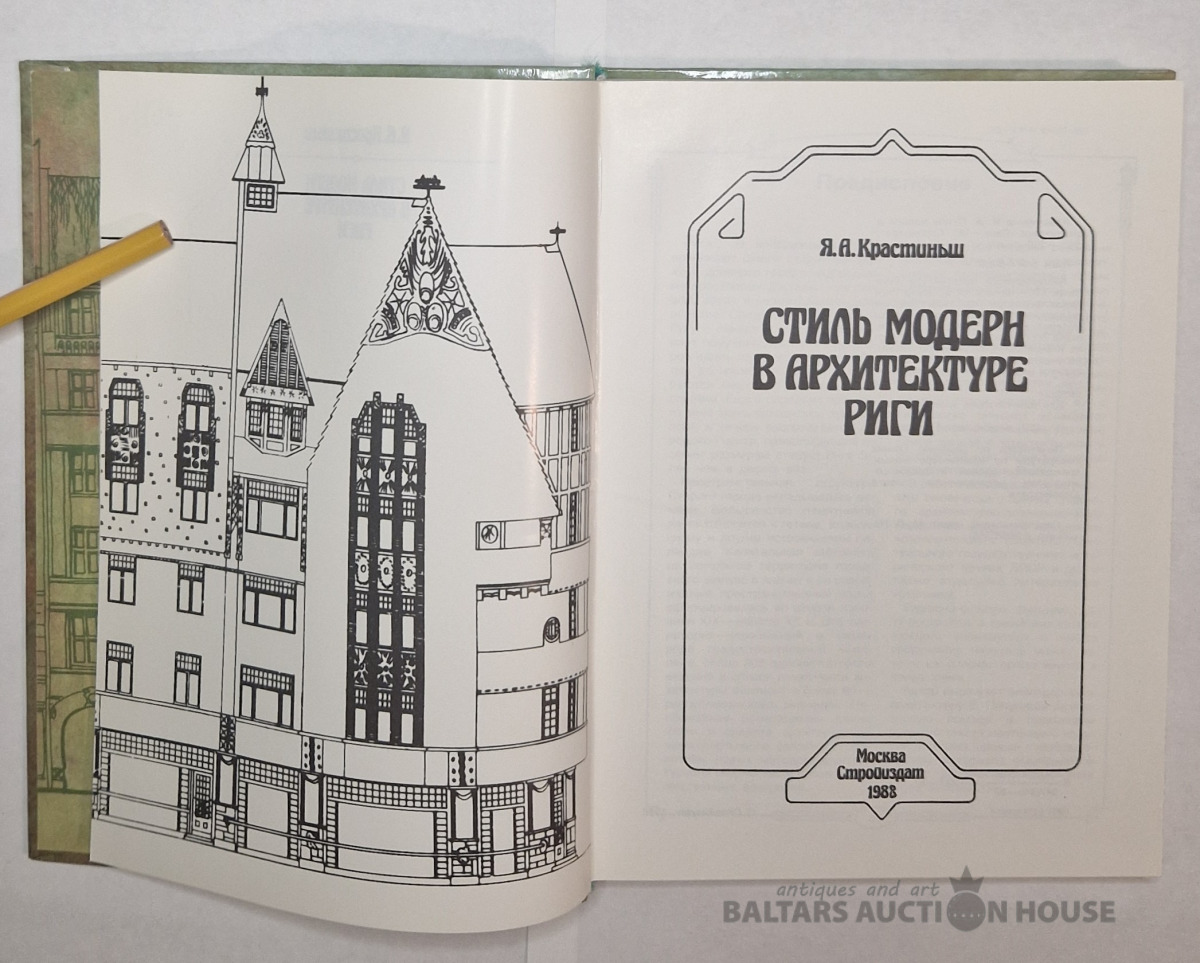 Я. А. Крастиньш
СТИЛЬ МОДЕРН
В АРХИТЕКТУРЕ
РИГИ
Москва
Стройиздат
1988
antiques and art
BALTARS AUCTION HOUSE